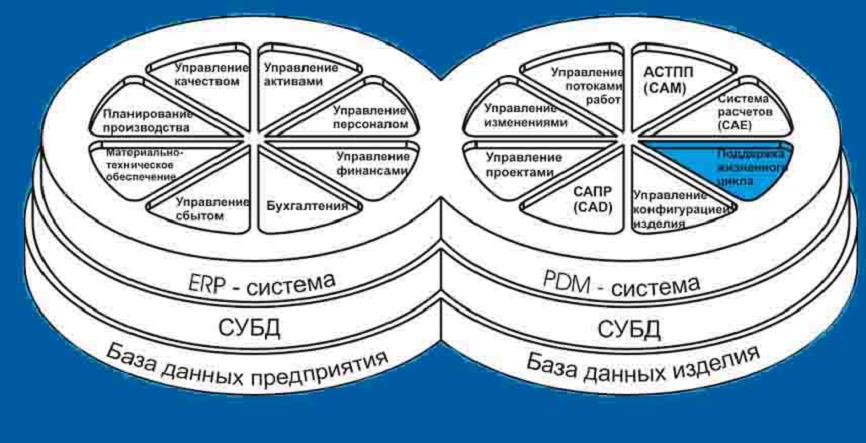 Управление
качеством
Управление
активами
Планирование
производства
Управление
персоналом
Материально-
техническое
обеспечение
Управление
финансами
Управление
сбытом
Бухгалтения
ERP - система
СУБД
База данных предприятия
Управление
потоками
работ
АСТПП
(CAM)
Управление
изменениями
Система
расчетов
(CAE)
Управление
проектами
Поддержка
жизненного
цикла
САПР
(CAD)
Управление
конфигурацией
изделия
PDM - система
СУБД
База данных изделия